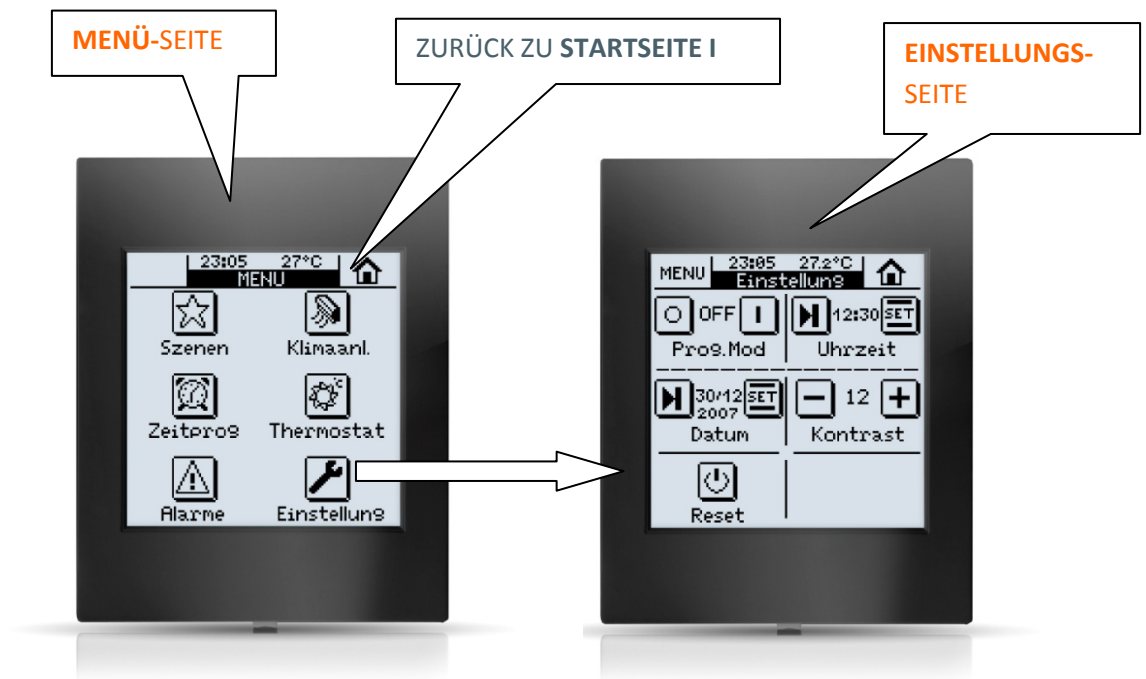 MENÜ-SEITE
ZURÜCK ZU STARTSEITE I
EINSTELLUNGS-
SEITE
23:05 27°C
MENU
Szenen Klimaanl.
Zeitprog Thermostat
Alarme Einstellung
MENU 23:05 27.2°C
Einstellung
OFF 12:30 SET
Prog.Mod Uhrzeit
30/12 SET 12
2007
Datum Kontrast
Reset